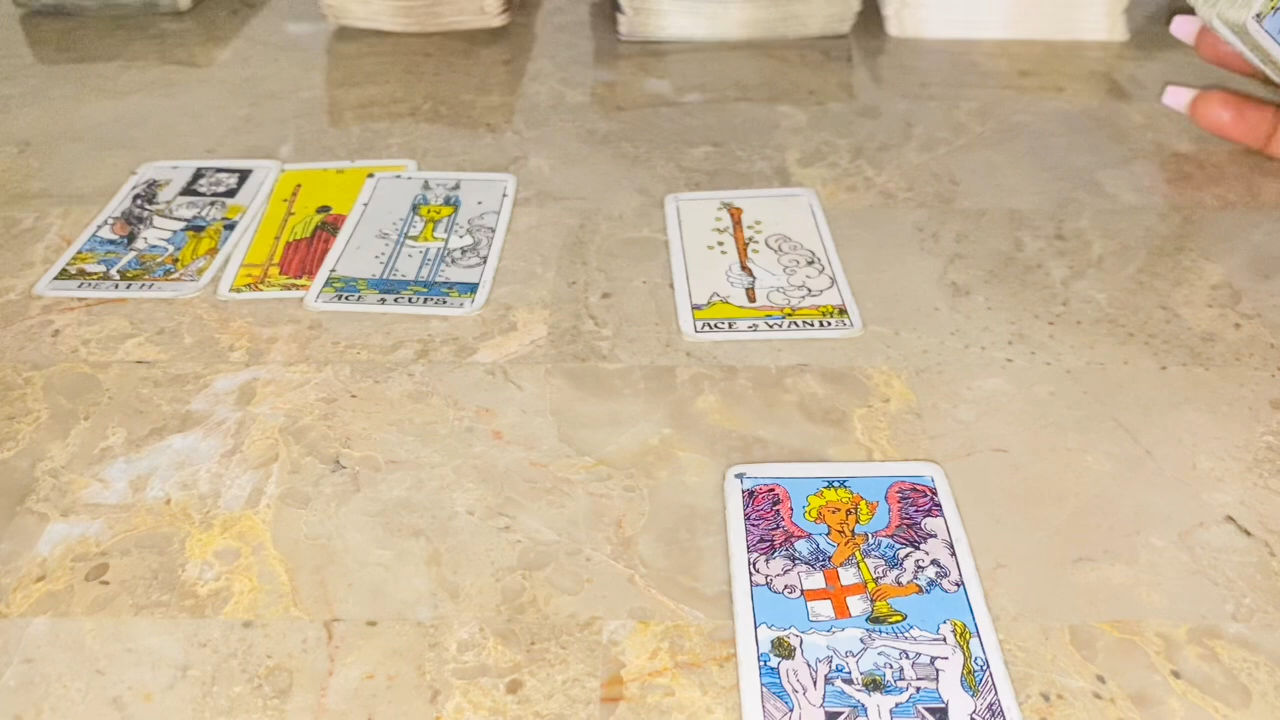 DEATH.
ACE of CUPS.
ACE of WANDS.
XX